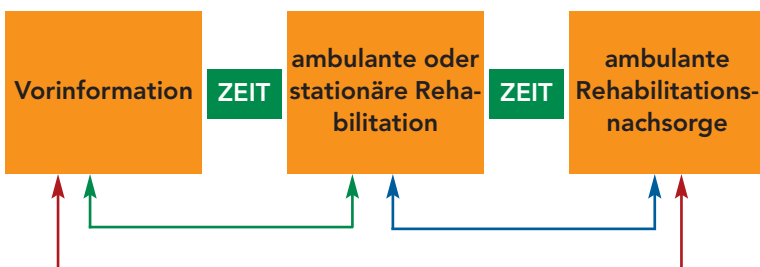 Vorinformation
ZEIT
ambulante oder
stationäre Reha-
bilitation
ZEIT
ambulante
Rehabilitations-
nachsorge